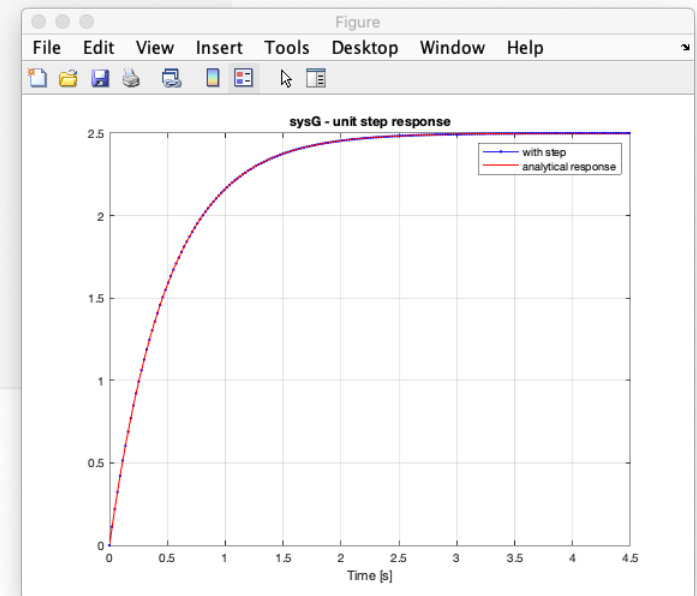 Figure
File Edit View Insert Tools Desktop Window Help
sysG - unit step response
with step
analytical response
2.5
2
1.5
1
0.5
0
0 0.5 1 1.5 2 2.5 3 3.5 4 4.5
Time [s]